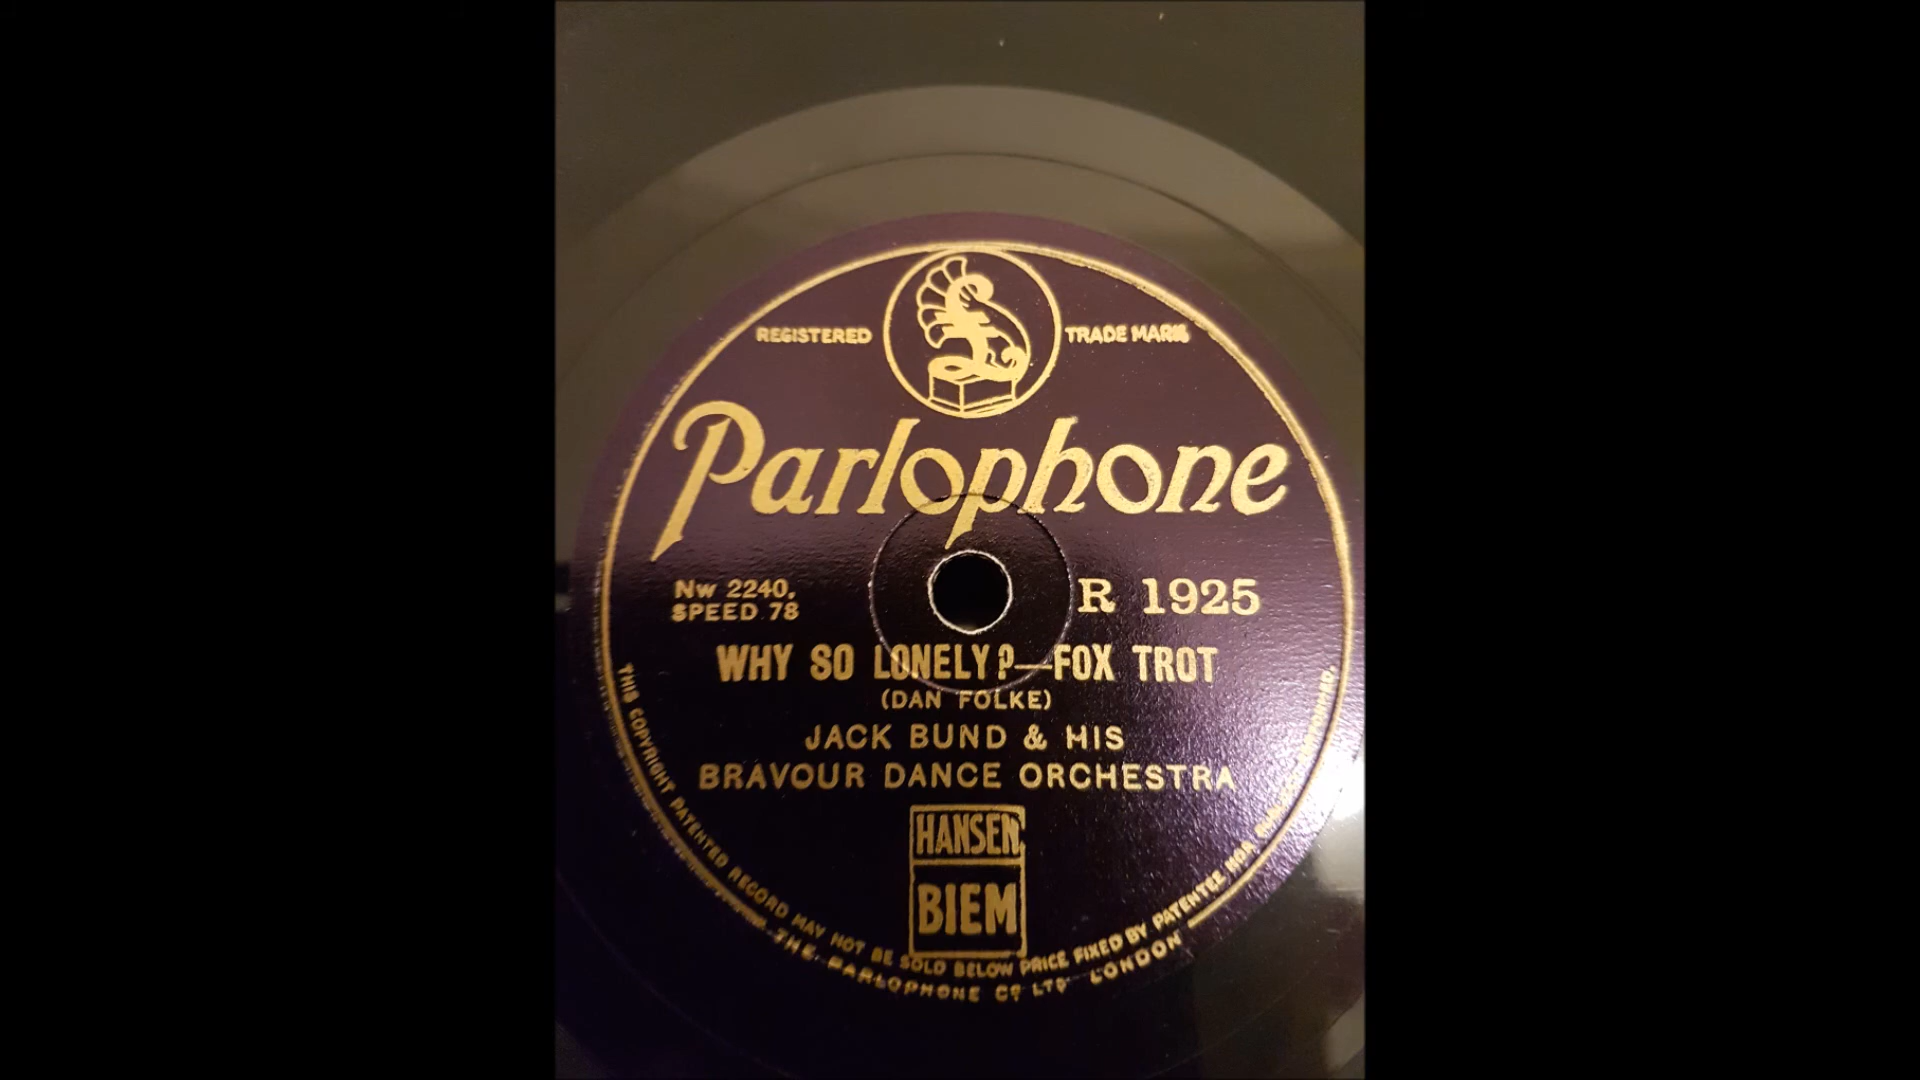 REGISTERED TRADE MARK
Parlophone
Nw 2240.
SPEED 78
R 1925
WHY SO LONELY?—FOX TROT
(DAN FOLKE)
JACK BUND & HIS
BRAVOUR DANCE ORCHESTRA
HANSEN
BIEM
THIS COPYRIGHT PATENTED RECORD MAY NOT BE SOLD BELOW PRICE FIXED BY PATENTEE NOR
THE PARLOPHONE CO LTD LONDON